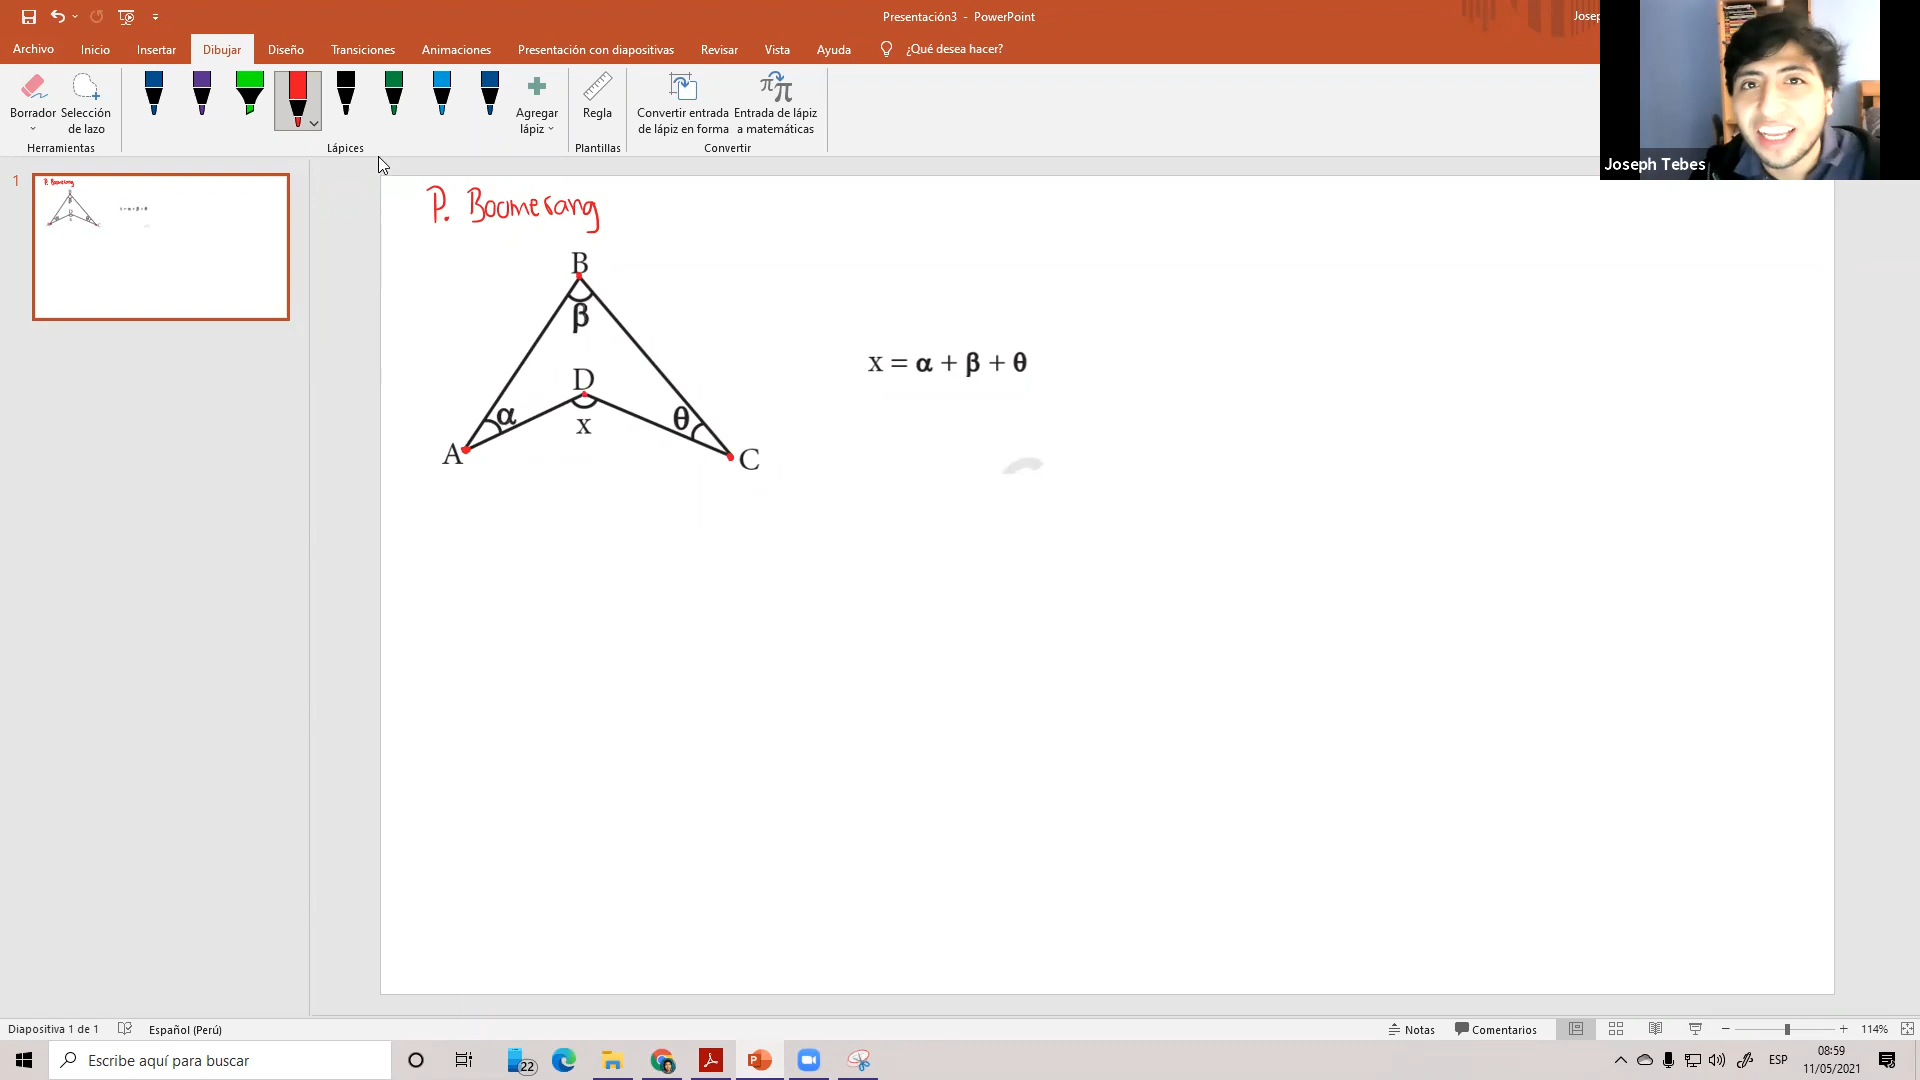 Presentación3 - PowerPoint
Josep
Archivo Inicio Insertar Dibujar Diseño Transiciones Animaciones Presentación con diapositivas Revisar Vista Ayuda ¿Qué desea hacer?
Borrador
Selección de lazo
Agregar lápiz
Regla
Convertir entrada de lápiz en forma
Entrada de lápiz a matemáticas
Herramientas Lápices Plantillas Convertir
Joseph Tebes
1
P. Boomerang
B
β
D
x = α + β + θ
α
θ
x
A
C
Diapositiva 1 de 1 Español (Perú) Notas Comentarios 114%
Escribe aquí para buscar
22
ESP
08:59
11/05/2021